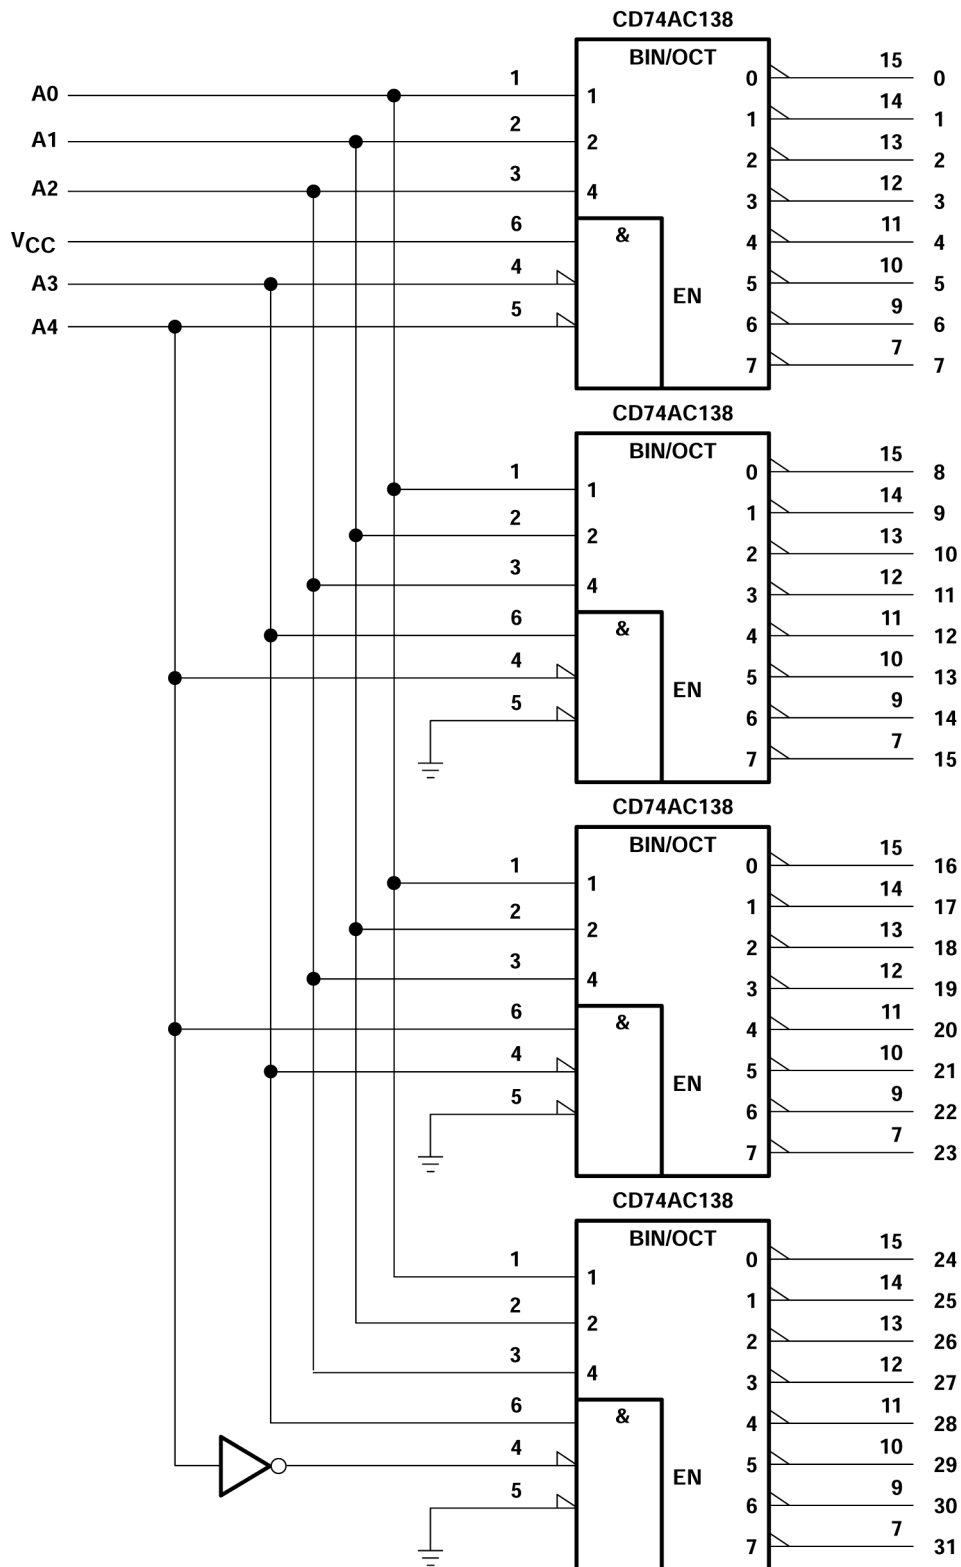 CD74AC138
BIN/OCT
A0 1 1 0 15 0
A1 2 2 1 14 1
A2 3 4 2 13 2
3 12 3
VCC 6 & 4 11 4
A3 4 5 10 5
EN
A4 5 6 9 6
7 7 7
CD74AC138
BIN/OCT
1 1 0 15 8
2 2 1 14 9
3 4 2 13 10
3 12 11
6 & 4 11 12
4 5 10 13
EN
5 6 9 14
7 7 15
CD74AC138
BIN/OCT
1 1 0 15 16
2 2 1 14 17
3 4 2 13 18
3 12 19
6 & 4 11 20
4 5 10 21
EN
5 6 9 22
7 7 23
CD74AC138
BIN/OCT
1 1 0 15 24
2 2 1 14 25
3 4 2 13 26
3 12 27
6 & 4 11 28
4 5 10 29
EN
5 6 9 30
7 7 31